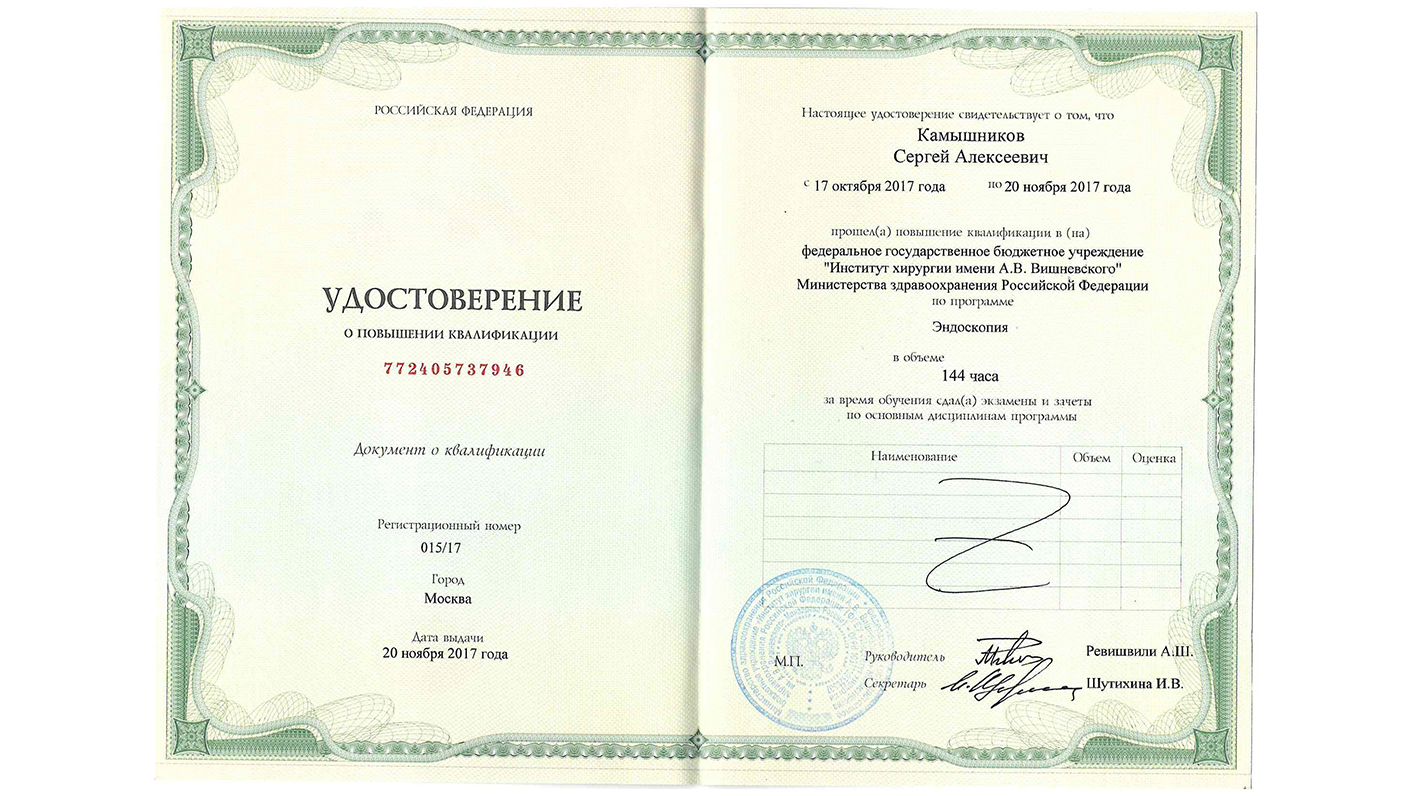 РОССИЙСКАЯ ФЕДЕРАЦИЯ
УДОСТОВЕРЕНИЕ
О ПОВЫШЕНИИ КВАЛИФИКАЦИИ
772405737946
Документ о квалификации
Регистрационный номер
015/17
Город
Москва
Дата выдачи
20 ноября 2017 года
Настоящее удостоверение свидетельствует о том, что
Камышников
Сергей Алексеевич
с 17 октября 2017 года по 20 ноября 2017 года
прошел(а) повышение квалификации в (на)
федеральное государственное бюджетное учреждение
"Институт хирургии имени А.В. Вишневского"
Министерства здравоохранения Российской Федерации
по программе
Эндоскопия
в объеме
144 часа
за время обучения сдал(а) экзамены и зачеты
по основным дисциплинам программы
Наименование Объем Оценка
М.П. Руководитель Ревишвили А.Ш.
Секретарь Шутихина И.В.